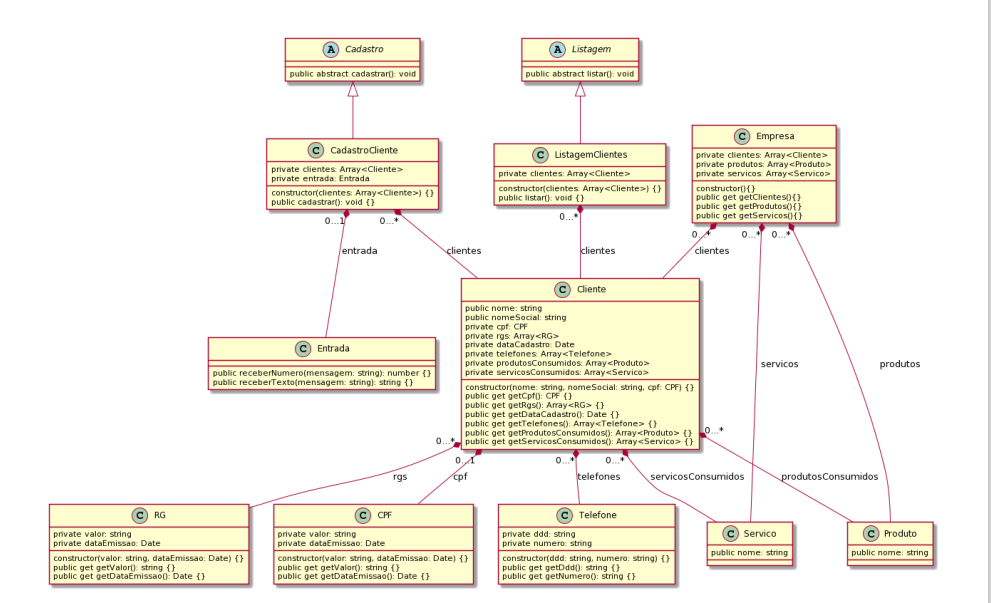 A Cadastro
public abstract cadastrar(): void
A Listagem
public abstract listar(): void
C CadastroCliente
private clientes: Array<Cliente>
private entrada: Entrada
constructor(clientes: Array<Cliente>) {}
public cadastrar(): void {}
C ListagemClientes
private clientes: Array<Cliente>
constructor(clientes: Array<Cliente>) {}
public listar(): void {}
C Empresa
private clientes: Array<Cliente>
private produtos: Array<Produto>
private servicos: Array<Servico>
constructor(){}
public get getClientes(){}
public get getProdutos(){}
public get getServicos(){}
0...1
0...*
0...*
0...*
0...*
0...*
entrada
clientes
clientes
clientes
C Cliente
public nome: string
public nomeSocial: string
private cpf: CPF
private rgs: Array<RG>
private dataCadastro: Date
private telefones: Array<Telefone>
private produtosConsumidos: Array<Produto>
private servicosConsumidos: Array<Servico>
constructor(nome: string, nomeSocial: string, cpf: CPF) {}
public get getCpf(): CPF {}
public get getRgs(): Array<RG> {}
public get getDataCadastro(): Date {}
public get getTelefones(): Array<Telefone> {}
public get getProdutosConsumidos(): Array<Produto> {}
public get getServicosConsumidos(): Array<Servico> {}
C Entrada
public receberNumero(mensagem: string): number {}
public receberTexto(mensagem: string): string {}
servicos
produtos
0...*
0...1
0...*
0...*
0...*
rgs
cpf
telefones
servicosConsumidos
produtosConsumidos
C RG
private valor: string
private dataEmissao: Date
constructor(valor: string, dataEmissao: Date) {}
public get getValor(): string {}
public get getDataEmissao(): Date {}
C CPF
private valor: string
private dataEmissao: Date
constructor(valor: string, dataEmissao: Date) {}
public get getValor(): string {}
public get getDataEmissao(): Date {}
C Telefone
private ddd: string
private numero: string
constructor(ddd: string, numero: string) {}
public get getDdd(): string {}
public get getNumero(): string {}
C Servico
public nome: string
C Produto
public nome: string